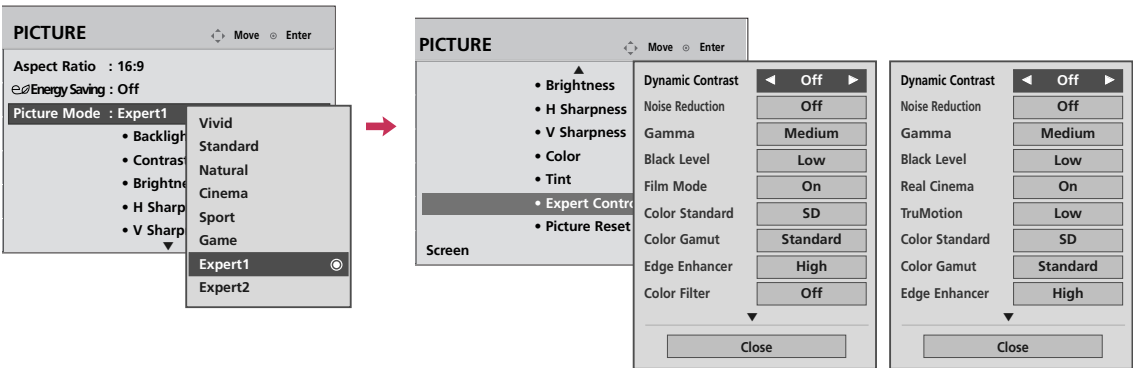 PICTURE
Move Enter
Aspect Ratio : 16:9
Energy Saving : Off
Picture Mode : Expert1
• Contras
• Brightne
• H Sharp
• V Sharp
Vivid
Standard
Natural
Cinema
Sport
Game
Expert1
Expert2
PICTURE
Move Enter
• Brightness
• H Sharpness
• V Sharpness
• Color
• Tint
• Expert Contro
• Picture Reset
Screen
Dynamic Contrast ◄ Off ►
Noise Reduction Off
Gamma Medium
Black Level Low
Film Mode On
Color Standard SD
Color Gamut Standard
Edge Enhancer High
Color Filter Off
Close
Dynamic Contrast ◄ Off ►
Noise Reduction Off
Gamma Medium
Black Level Low
Real Cinema On
TruMotion Low
Color Standard SD
Color Gamut Standard
Edge Enhancer High
Close